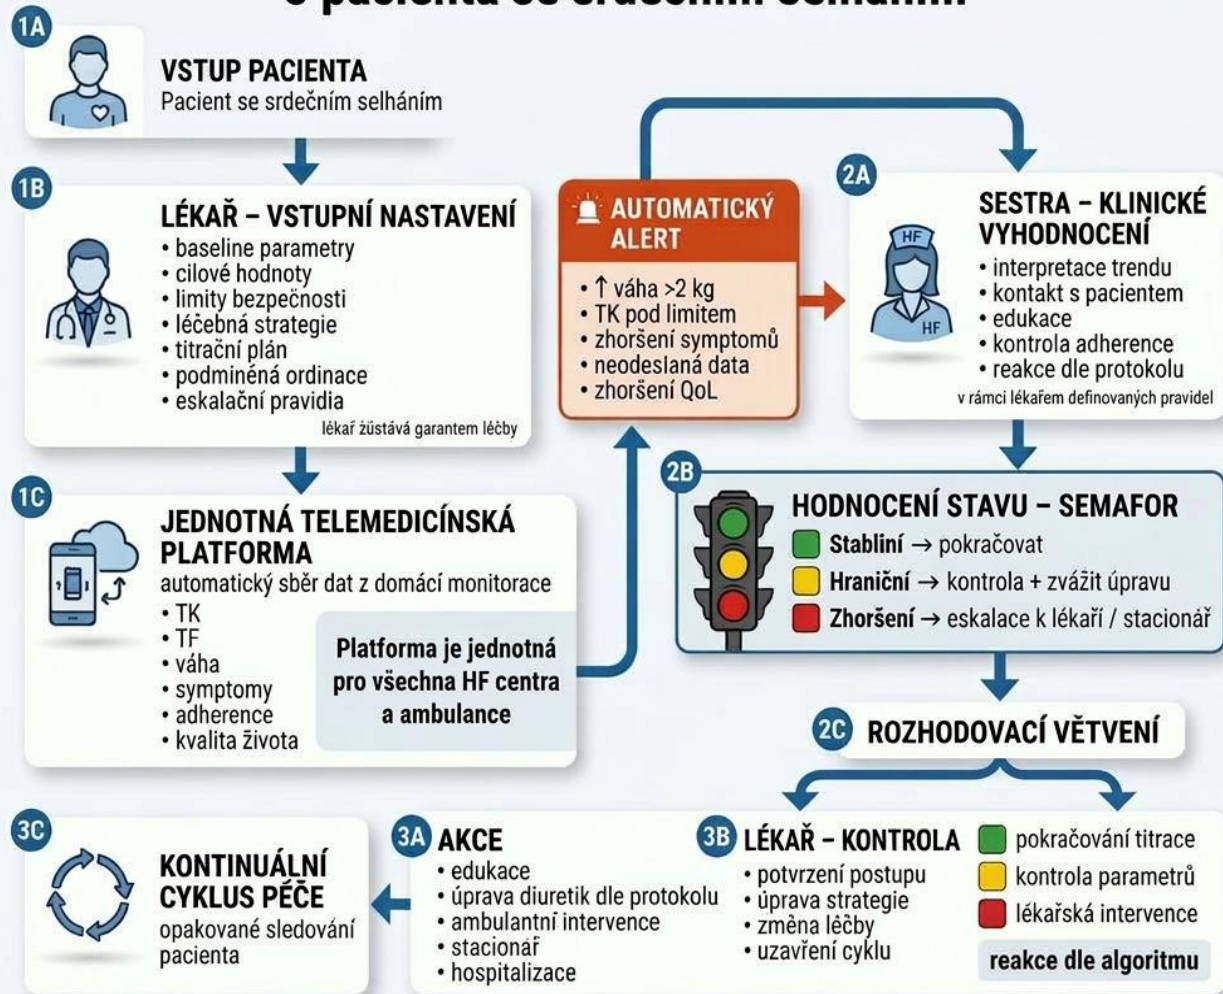 1A
VSTUP PACIENTA
Pacient se srdečním selháním
1B
LÉKAŘ – VSTUPNÍ NASTAVENÍ
• baseline parametry
• cílové hodnoty
• limity bezpečnosti
• léčebná strategie
• titrační plán
• podminéná ordinace
• eskalační pravidia
lékař żüstává garantem léčby
1C
JEDNOTNÁ TELEMEDICÍNSKÁ
PLATFORMA
automatický sběr dat z domácí monitorace
• TK
• TF
• váha
• symptomy
• adherence
• kvalita života
Platforma je jednotná
pro všechna HF centra
a ambulance
AUTOMATICKÝ
ALERT
• ↑ váha >2 kg
• TK pod limitem
• zhoršení symptomů
• neodeslaná data
• zhoršení QoL
2A
HF
HF
SESTRA – KLINICKÉ
VYHODNOCENÍ
• interpretace trendu
• kontakt s pacientem
• edukace
• kontrola adherence
• reakce dle protokolu
v rámci lékařem definovaných pravidel
2B
HODNOCENÍ STAVU – SEMAFOR
Stabliní → pokračovat
Hraniční → kontrola + zvážit úpravu
Zhoršení → eskalace k lékaří / stacionář
2C
ROZHODOVACÍ VĚTVENÍ
3A
AKCE
• edukace
• úprava diuretik dle protokolu
• ambulantní intervence
• stacionář
• hospitalizace
3B
LÉKAŘ – KONTROLA
• potvrzení postupu
• úprava strategie
• změna léčby
• uzavření cyklu
pokračování titrace
kontrola parametrů
lékařská intervence
reakce dle algoritmu
3C
KONTINUÁLNÍ
CYKLUS PÉČE
opakované sledování
pacienta